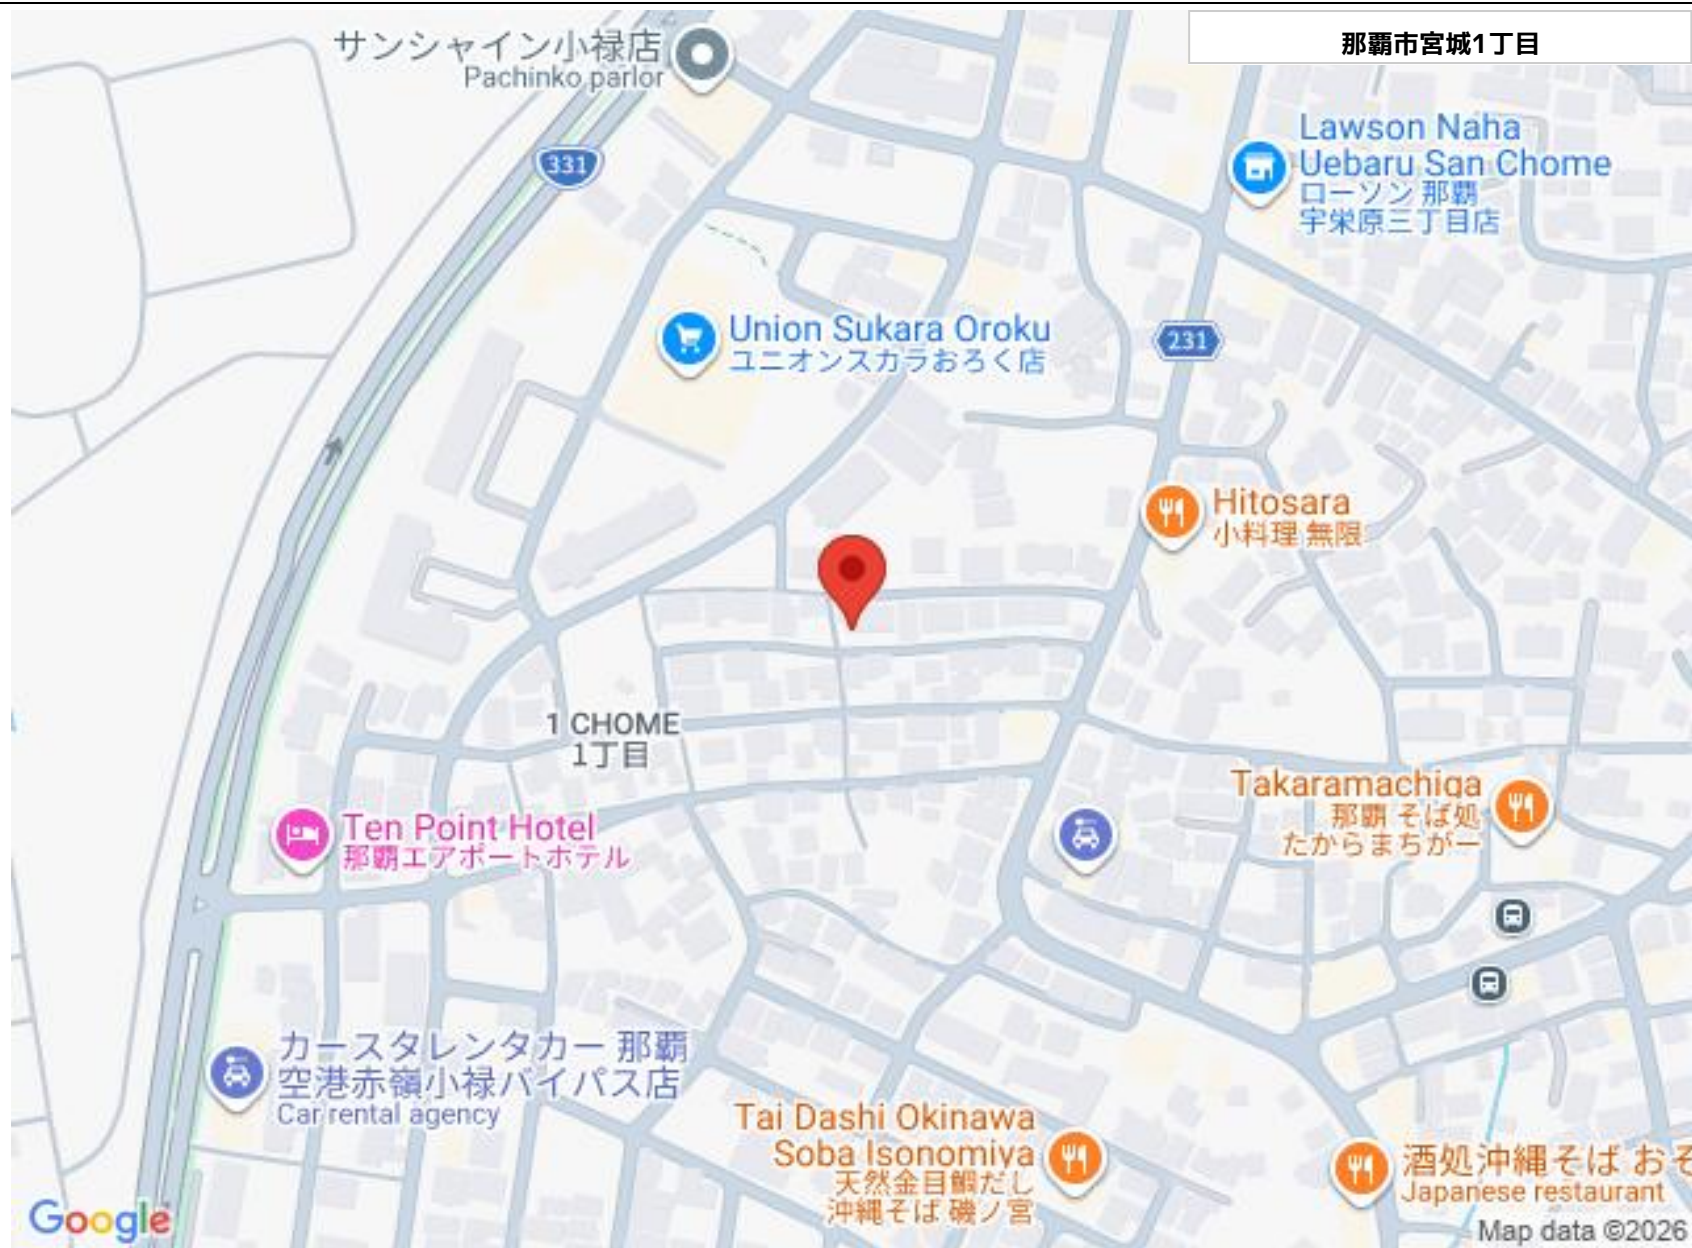 那覇市宮城1丁目
サンシャイン小禄店
Pachinko parlor
331
Lawson Naha
Uebaru San Chome
ローソン 那覇
宇栄原三丁目店
Union Sukara Oroku
ユニオンスカラおろく店
231
Hitosara
小料理 無限
1 CHOME
1丁目
Takaramachiga
那覇 そば処
たからまちがー
Ten Point Hotel
那覇エアポートホテル
カースタレンタカー 那覇
空港赤嶺小禄バイパス店
Car rental agency
Tai Dashi Okinawa
Soba Isonomiya
天然金目鯛だし
沖縄そば 磯ノ宮
酒処沖縄そば おそ
Japanese restaurant
Google
Map data ©2026